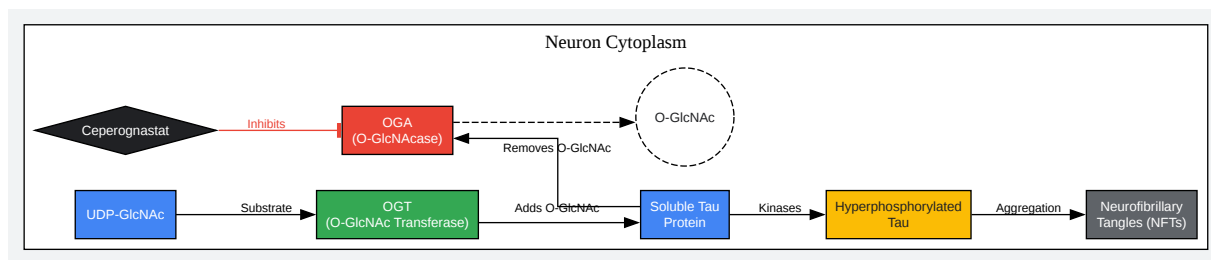 Neuron Cytoplasm
Ceperognastat
Inhibits
OGA
(O-GlcNAcase)
O-GlcNAc
Removes O-GlcNAc
UDP-GlcNAc
Substrate
OGT
(O-GlcNAc Transferase)
Adds O-GlcNAc
Soluble Tau
Protein
Kinases
Hyperphosphorylated
Tau
Aggregation
Neurofibrillary
Tangles (NFTs)